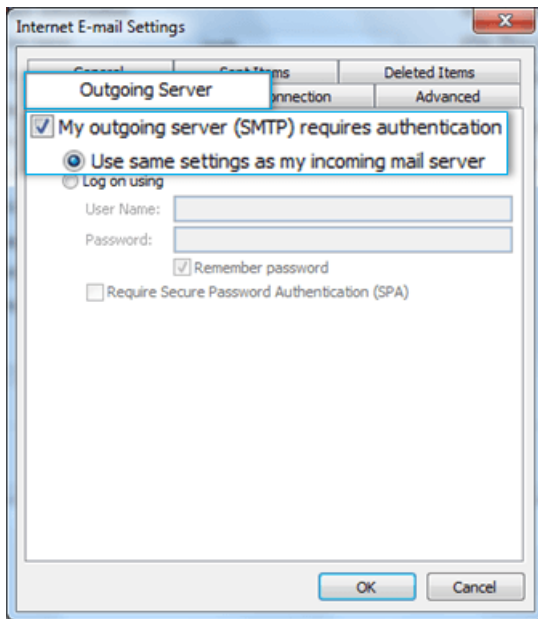 Internet E-mail Settings
Deleted Items
Outgoing Server
Advanced
My outgoing server (SMTP) requires authentication
Use same settings as my incoming mail server
Log on using
User Name:
Password:
Remember password
Require Secure Password Authentication (SPA)
OK
Cancel